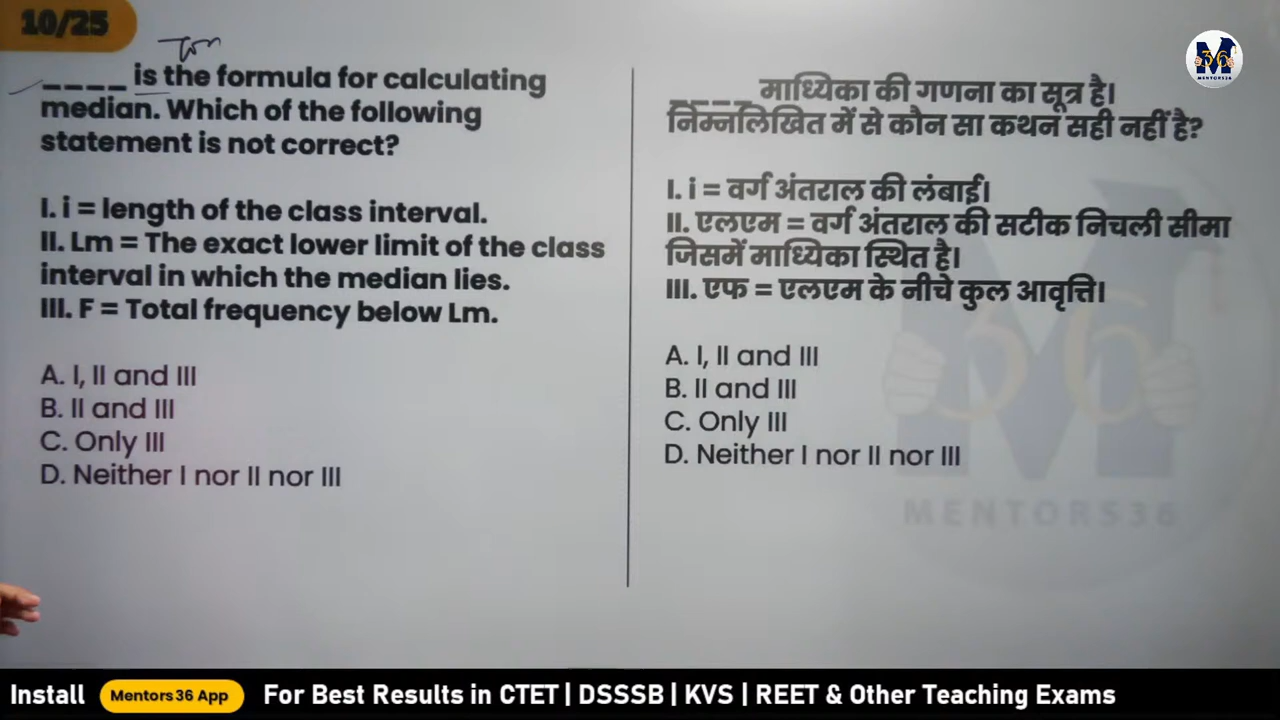 10/25
____ is the formula for calculating
median. Which of the following
statement is not correct?
I. i = length of the class interval.
II. Lm = The exact lower limit of the class
interval in which the median lies.
III. F = Total frequency below Lm.
A. I, II and III
B. II and III
C. Only III
D. Neither I nor II nor III
____ माध्यिका की गणना का सूत्र है।
निम्नलिखित में से कौन सा कथन सही नहीं है?
I. i = वर्ग अंतराल की लंबाई।
II. एलएम = वर्ग अंतराल की सटीक निचली सीमा
जिसमें माध्यिका स्थित है।
III. एफ = एलएम के नीचे कुल आवृत्ति।
A. I, II and III
B. II and III
C. Only III
D. Neither I nor II nor III
M
36
MENTORS36
36
MENTORS36
Install Mentors36 App For Best Results in CTET | DSSSB | KVS | REET & Other Teaching Exams